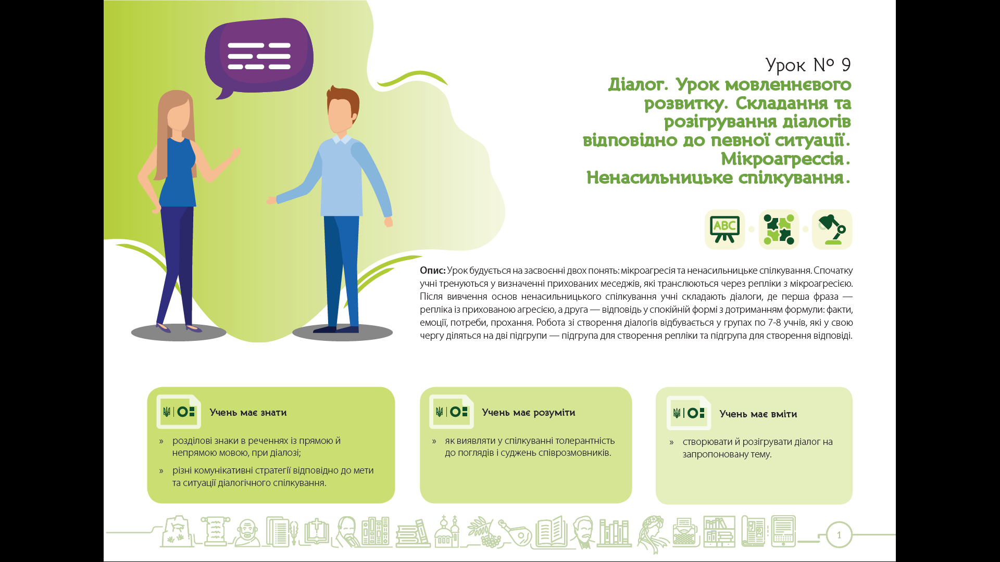 Урок № 9
Діалог. Урок мовленнєвого
розвитку. Складання та
розігрування діалогів
відповідно до певної ситуації.
Мікроагрессія.
Ненасильницьке спілкування.
ABC
Опис: Урок будується на засвоєнні двох понять: мікроагресія та ненасильницьке спілкування. Спочатку
учні тренуються у визначенні прихованих меседжів, які транслюються через репліки з мікроагресією.
Після вивчення основ ненасильницького спілкування учні складають діалоги, де перша фраза —
репліка із прихованою агресією, а друга — відповідь у спокійній формі з дотриманням формули: факти,
емоції, потреби, прохання. Робота зі створення діалогів відбувається у групах по 7-8 учнів, які у свою
чергу діляться на дві підгрупи — підгрупа для створення репліки та підгрупа для створення відповіді.
Учень має знати
» розділові знаки в реченнях із прямою й
непрямою мовою, при діалозі;
» різні комунікативні стратегії відповідно до мети
та ситуації діалогічного спілкування.
Учень має розуміти
» як виявляти у спілкуванні толерантність
до поглядів і суджень співрозмовників.
Учень має вміти
» створювати й розігрувати діалог на
запропоновану тему.
1